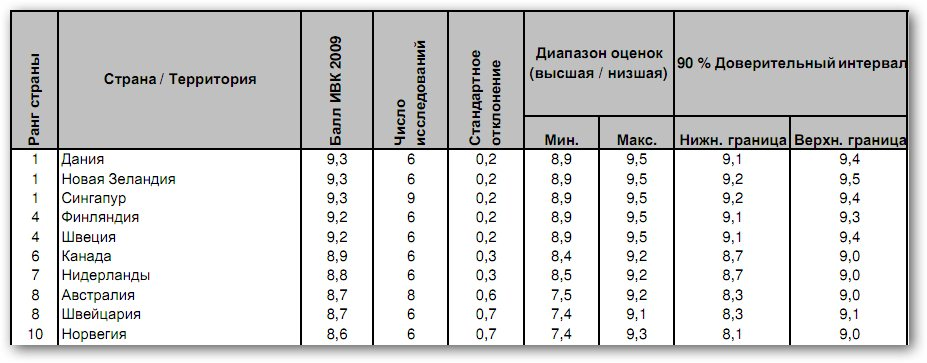 Ранг страны Страна / Территория Балл ИВК 2009 Число исследований Стандартное отклонение Диапазон оценок (высшая / низшая) 90 % Доверительный интервал
Мин. Макс. Нижн. граница Верхн. граница
1 Дания 9,3 6 0,2 8,9 9,5 9,1 9,4
1 Новая Зеландия 9,3 6 0,2 8,9 9,5 9,2 9,5
1 Сингапур 9,3 9 0,2 8,9 9,5 9,2 9,4
4 Финляндия 9,2 6 0,2 8,9 9,5 9,1 9,3
4 Швеция 9,2 6 0,2 8,9 9,5 9,1 9,4
6 Канада 8,9 6 0,3 8,4 9,2 8,7 9,0
7 Нидерланды 8,8 6 0,3 8,5 9,2 8,7 9,0
8 Австралия 8,7 8 0,6 7,5 9,2 8,3 9,0
8 Швейцария 8,7 6 0,7 7,4 9,1 8,3 9,1
10 Норвегия 8,6 6 0,7 7,4 9,3 8,1 9,0